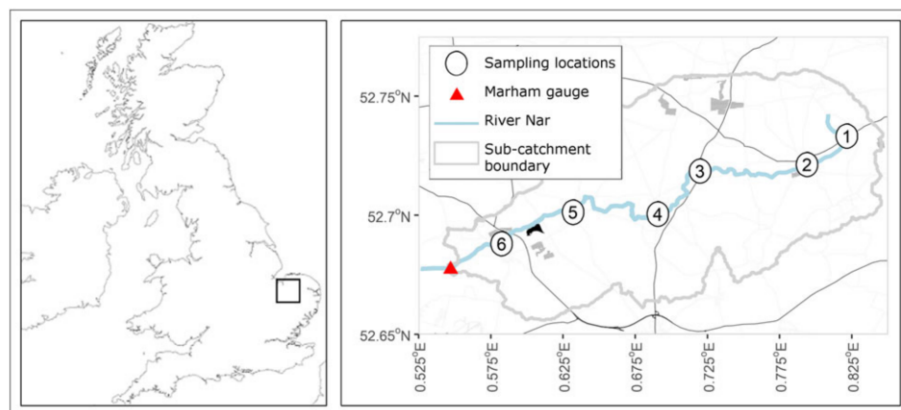 Sampling locations
Marham gauge
River Nar
Sub-catchment
boundary
52.75°N
52.7°N
52.65°N
1
2
3
4
5
6
0.525°E
0.575°E
0.625°E
0.675°E
0.725°E
0.775°E
0.825°E